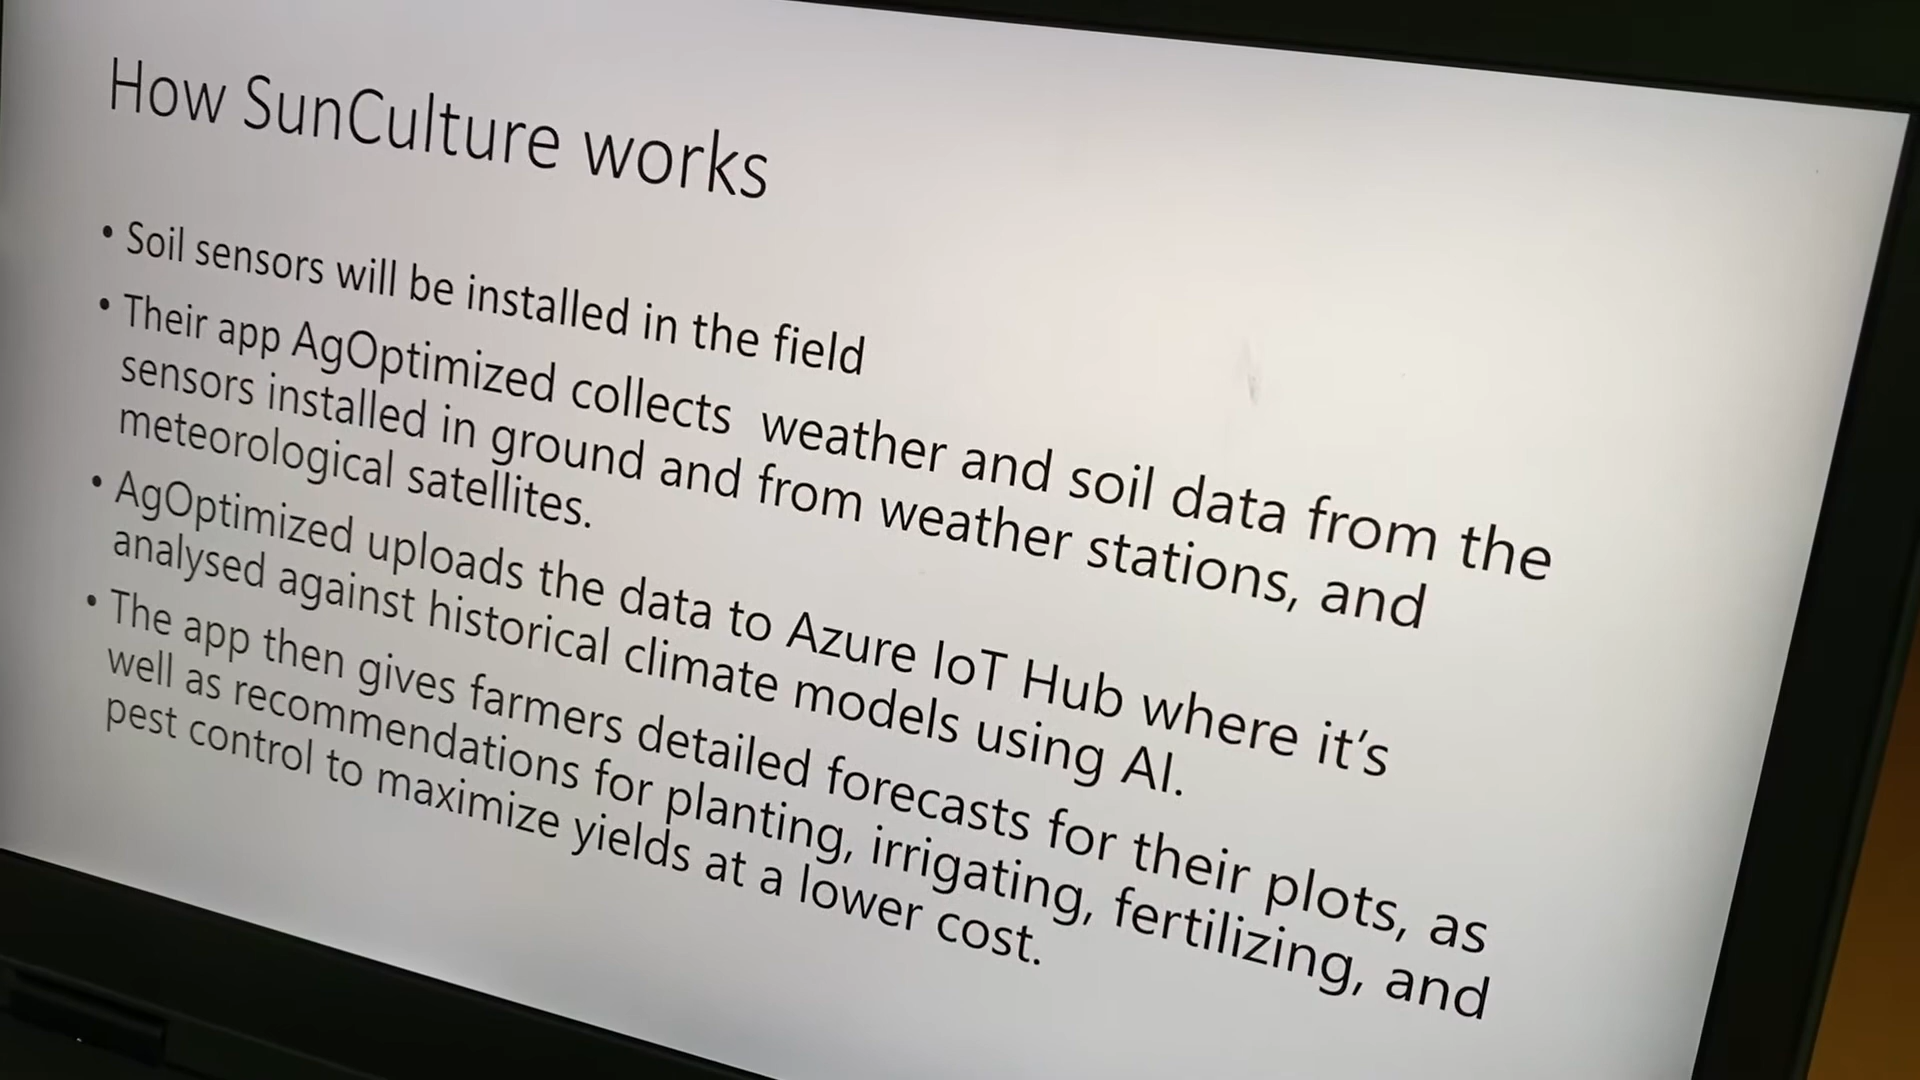 How SunCulture works
• Soil sensors will be installed in the field
• Their app AgOptimized collects  weather and soil data from the
sensors installed in ground and from weather stations, and
meteorological satellites.
• AgOptimized uploads the data to Azure IoT Hub where it’s
analysed against historical climate models using AI.
• The app then gives farmers detailed forecasts for their plots, as
well as recommendations for planting, irrigating, fertilizing, and
pest control to maximize yields at a lower cost.